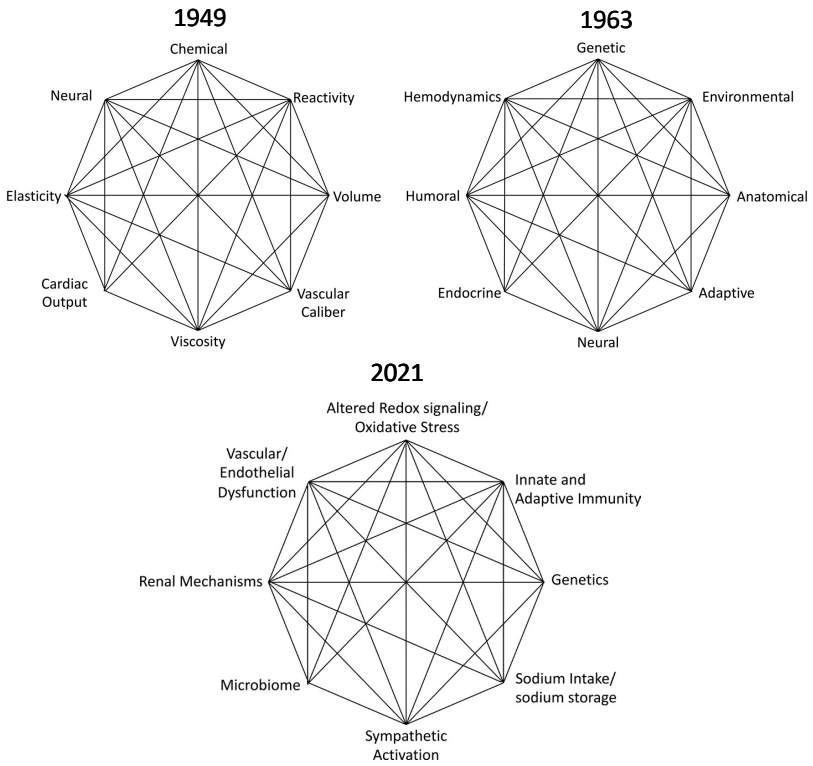 1949
Chemical
Neural
Reactivity
Elasticity
Volume
Cardiac
Output
Vascular
Caliber
Viscosity
1963
Genetic
Hemodynamics
Environmental
Humoral
Anatomical
Endocrine
Adaptive
Neural
2021
Altered Redox signaling/
Oxidative Stress
Vascular/
Endothelial
Dysfunction
Innate and
Adaptive Immunity
Renal Mechanisms
Genetics
Microbiome
Sodium Intake/
sodium storage
Sympathetic
Activation